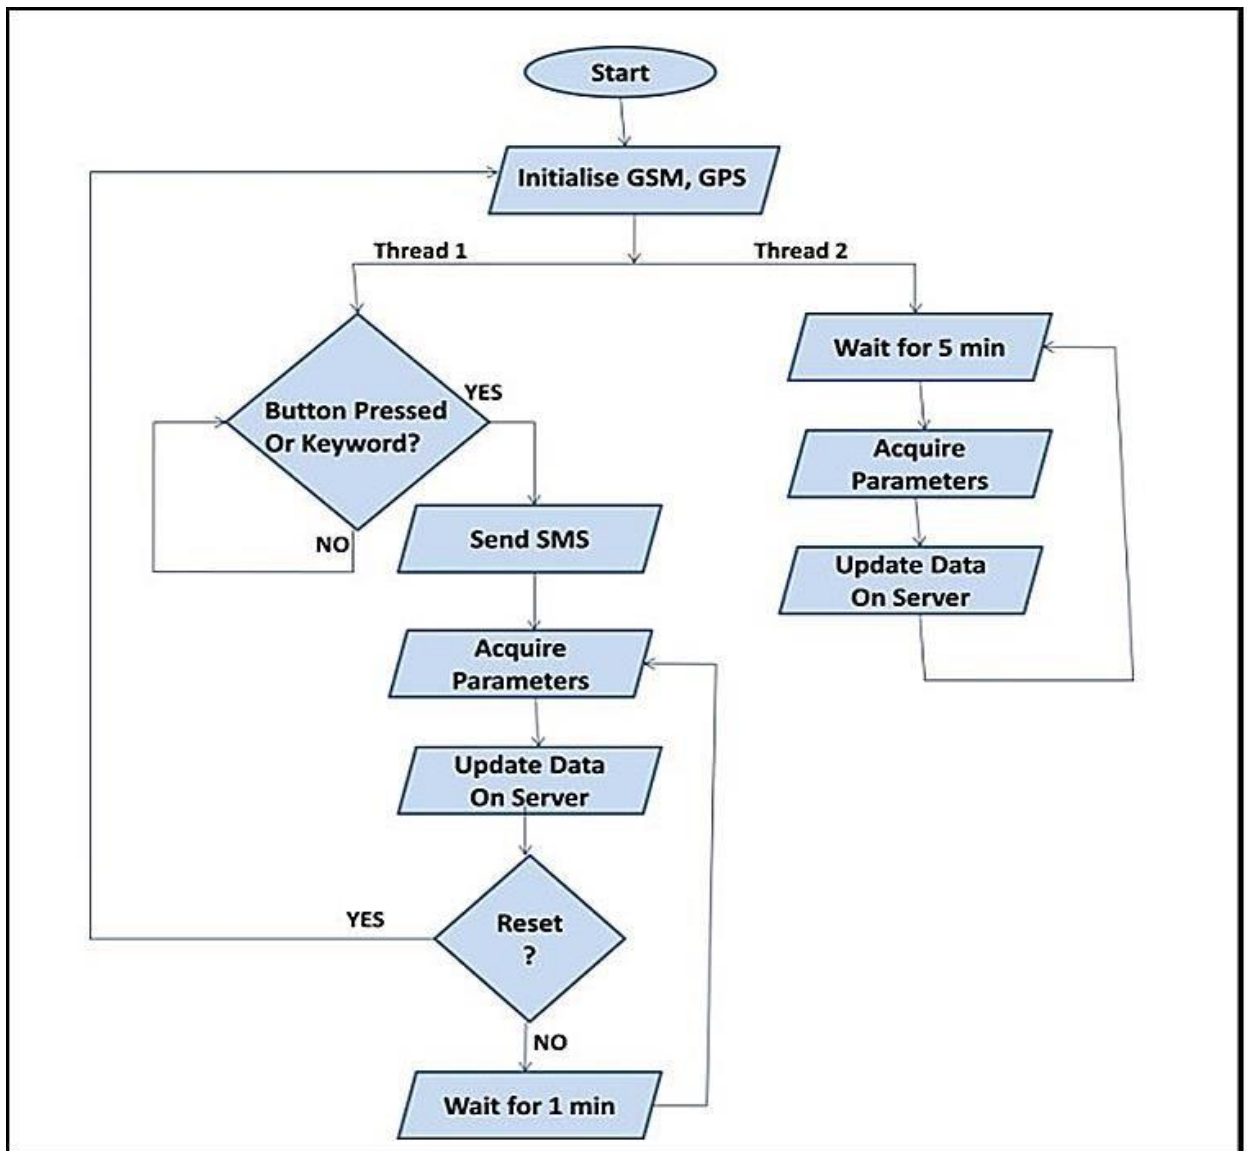 Start
Initialise GSM, GPS
Thread 1
Thread 2
Button Pressed
Or Keyword?
YES
NO
Send SMS
Acquire
Parameters
Update Data
On Server
Reset
?
YES
NO
Wait for 1 min
Wait for 5 min
Acquire
Parameters
Update Data
On Server